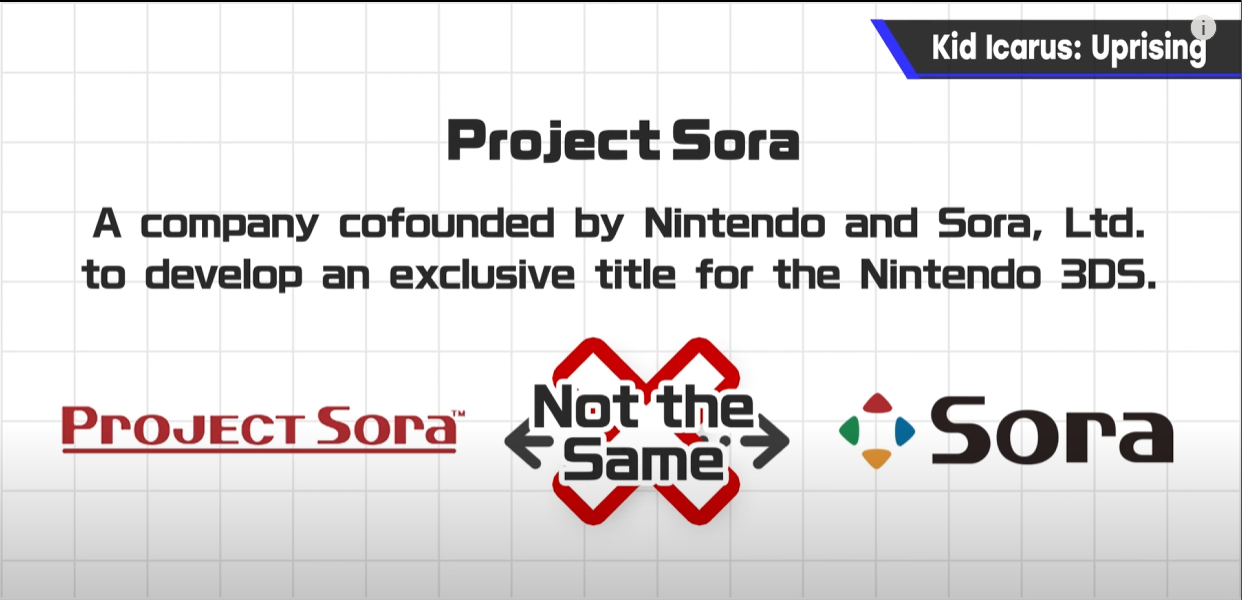 Kid Icarus: Uprising
i
Project Sora
A company cofounded by Nintendo and Sora, Ltd.
to develop an exclusive title for the Nintendo 3DS.
PROJECT SORA™
Not the
Same
Sora